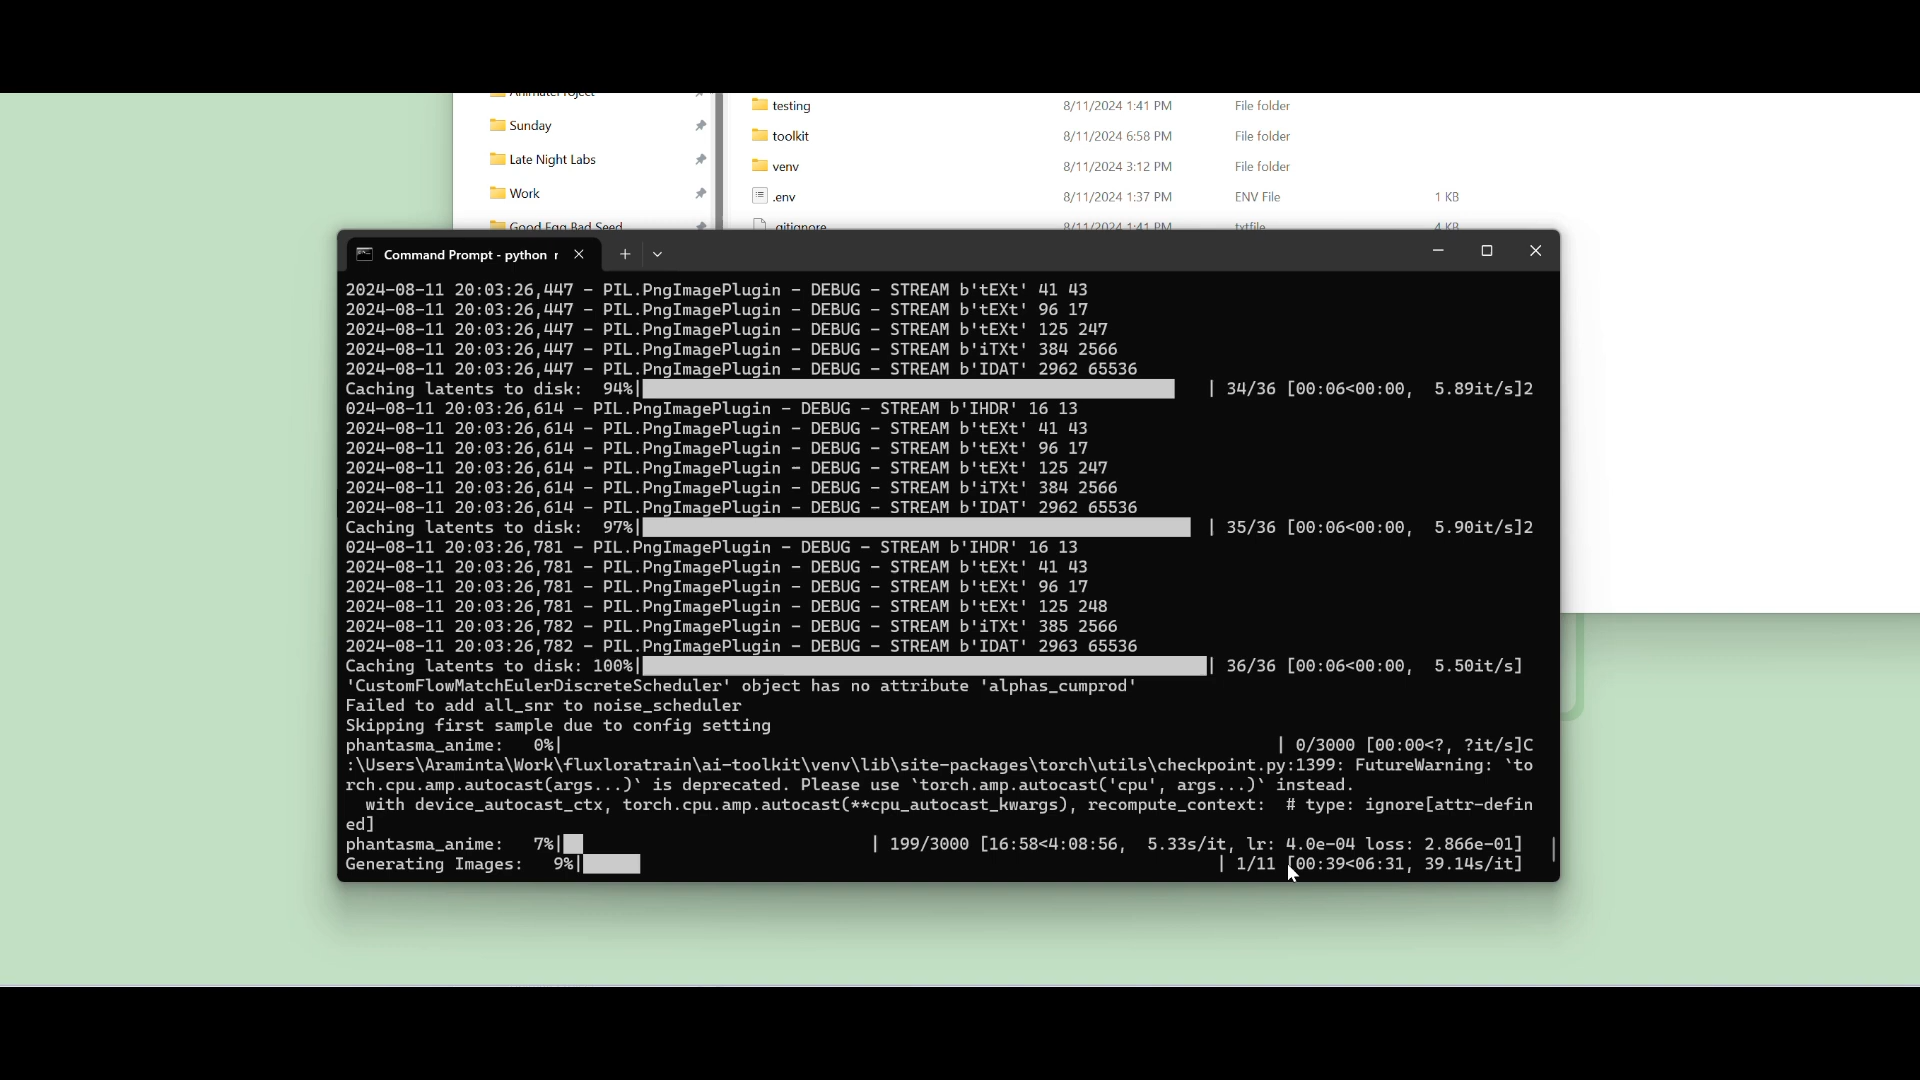 testing 8/11/2024 1:41 PM File folder
Sunday
toolkit 8/11/2024 6:58 PM File folder
Late Night Labs
venv 8/11/2024 3:12 PM File folder
Work
.env 8/11/2024 1:37 PM ENV File 1 KB
Good Egg Bad Seed
.gitignore 8/11/2024 1:41 PM txtfile 4 KB
Command Prompt - python r
2024-08-11 20:03:26,447 - PIL.PngImagePlugin - DEBUG - STREAM b'tEXt' 41 43
2024-08-11 20:03:26,447 - PIL.PngImagePlugin - DEBUG - STREAM b'tEXt' 96 17
2024-08-11 20:03:26,447 - PIL.PngImagePlugin - DEBUG - STREAM b'tEXt' 125 247
2024-08-11 20:03:26,447 - PIL.PngImagePlugin - DEBUG - STREAM b'iTXt' 384 2566
2024-08-11 20:03:26,447 - PIL.PngImagePlugin - DEBUG - STREAM b'IDAT' 2962 65536
Caching latents to disk: 94%| | 34/36 [00:06<00:00, 5.89it/s]2
024-08-11 20:03:26,614 - PIL.PngImagePlugin - DEBUG - STREAM b'IHDR' 16 13
2024-08-11 20:03:26,614 - PIL.PngImagePlugin - DEBUG - STREAM b'tEXt' 41 43
2024-08-11 20:03:26,614 - PIL.PngImagePlugin - DEBUG - STREAM b'tEXt' 96 17
2024-08-11 20:03:26,614 - PIL.PngImagePlugin - DEBUG - STREAM b'tEXt' 125 247
2024-08-11 20:03:26,614 - PIL.PngImagePlugin - DEBUG - STREAM b'iTXt' 384 2566
2024-08-11 20:03:26,614 - PIL.PngImagePlugin - DEBUG - STREAM b'IDAT' 2962 65536
Caching latents to disk: 97%| | 35/36 [00:06<00:00, 5.90it/s]2
024-08-11 20:03:26,781 - PIL.PngImagePlugin - DEBUG - STREAM b'IHDR' 16 13
2024-08-11 20:03:26,781 - PIL.PngImagePlugin - DEBUG - STREAM b'tEXt' 41 43
2024-08-11 20:03:26,781 - PIL.PngImagePlugin - DEBUG - STREAM b'tEXt' 96 17
2024-08-11 20:03:26,781 - PIL.PngImagePlugin - DEBUG - STREAM b'tEXt' 125 248
2024-08-11 20:03:26,782 - PIL.PngImagePlugin - DEBUG - STREAM b'iTXt' 385 2566
2024-08-11 20:03:26,782 - PIL.PngImagePlugin - DEBUG - STREAM b'IDAT' 2963 65536
Caching latents to disk: 100%| | 36/36 [00:06<00:00, 5.50it/s]
'CustomFlowMatchEulerDiscreteScheduler' object has no attribute 'alphas_cumprod'
Failed to add all_snr to noise_scheduler
Skipping first sample due to config setting
phantasma_anime: 0%| | 0/3000 [00:00<?, ?it/s]C
:\Users\Araminta\Work\fluxloratrain\ai-toolkit\venv\lib\site-packages\torch\utils\checkpoint.py:1399: FutureWarning: `to
rch.cpu.amp.autocast(args...)` is deprecated. Please use `torch.amp.autocast('cpu', args...)` instead.
with device_autocast_ctx, torch.cpu.amp.autocast(**cpu_autocast_kwargs), recompute_context: # type: ignore[attr-defin
ed]
phantasma_anime: 7%| | 199/3000 [16:58<4:08:56, 5.33s/it, lr: 4.0e-04 loss: 2.866e-01]
Generating Images: 9%| | 1/11 [00:39<06:31, 39.14s/it]